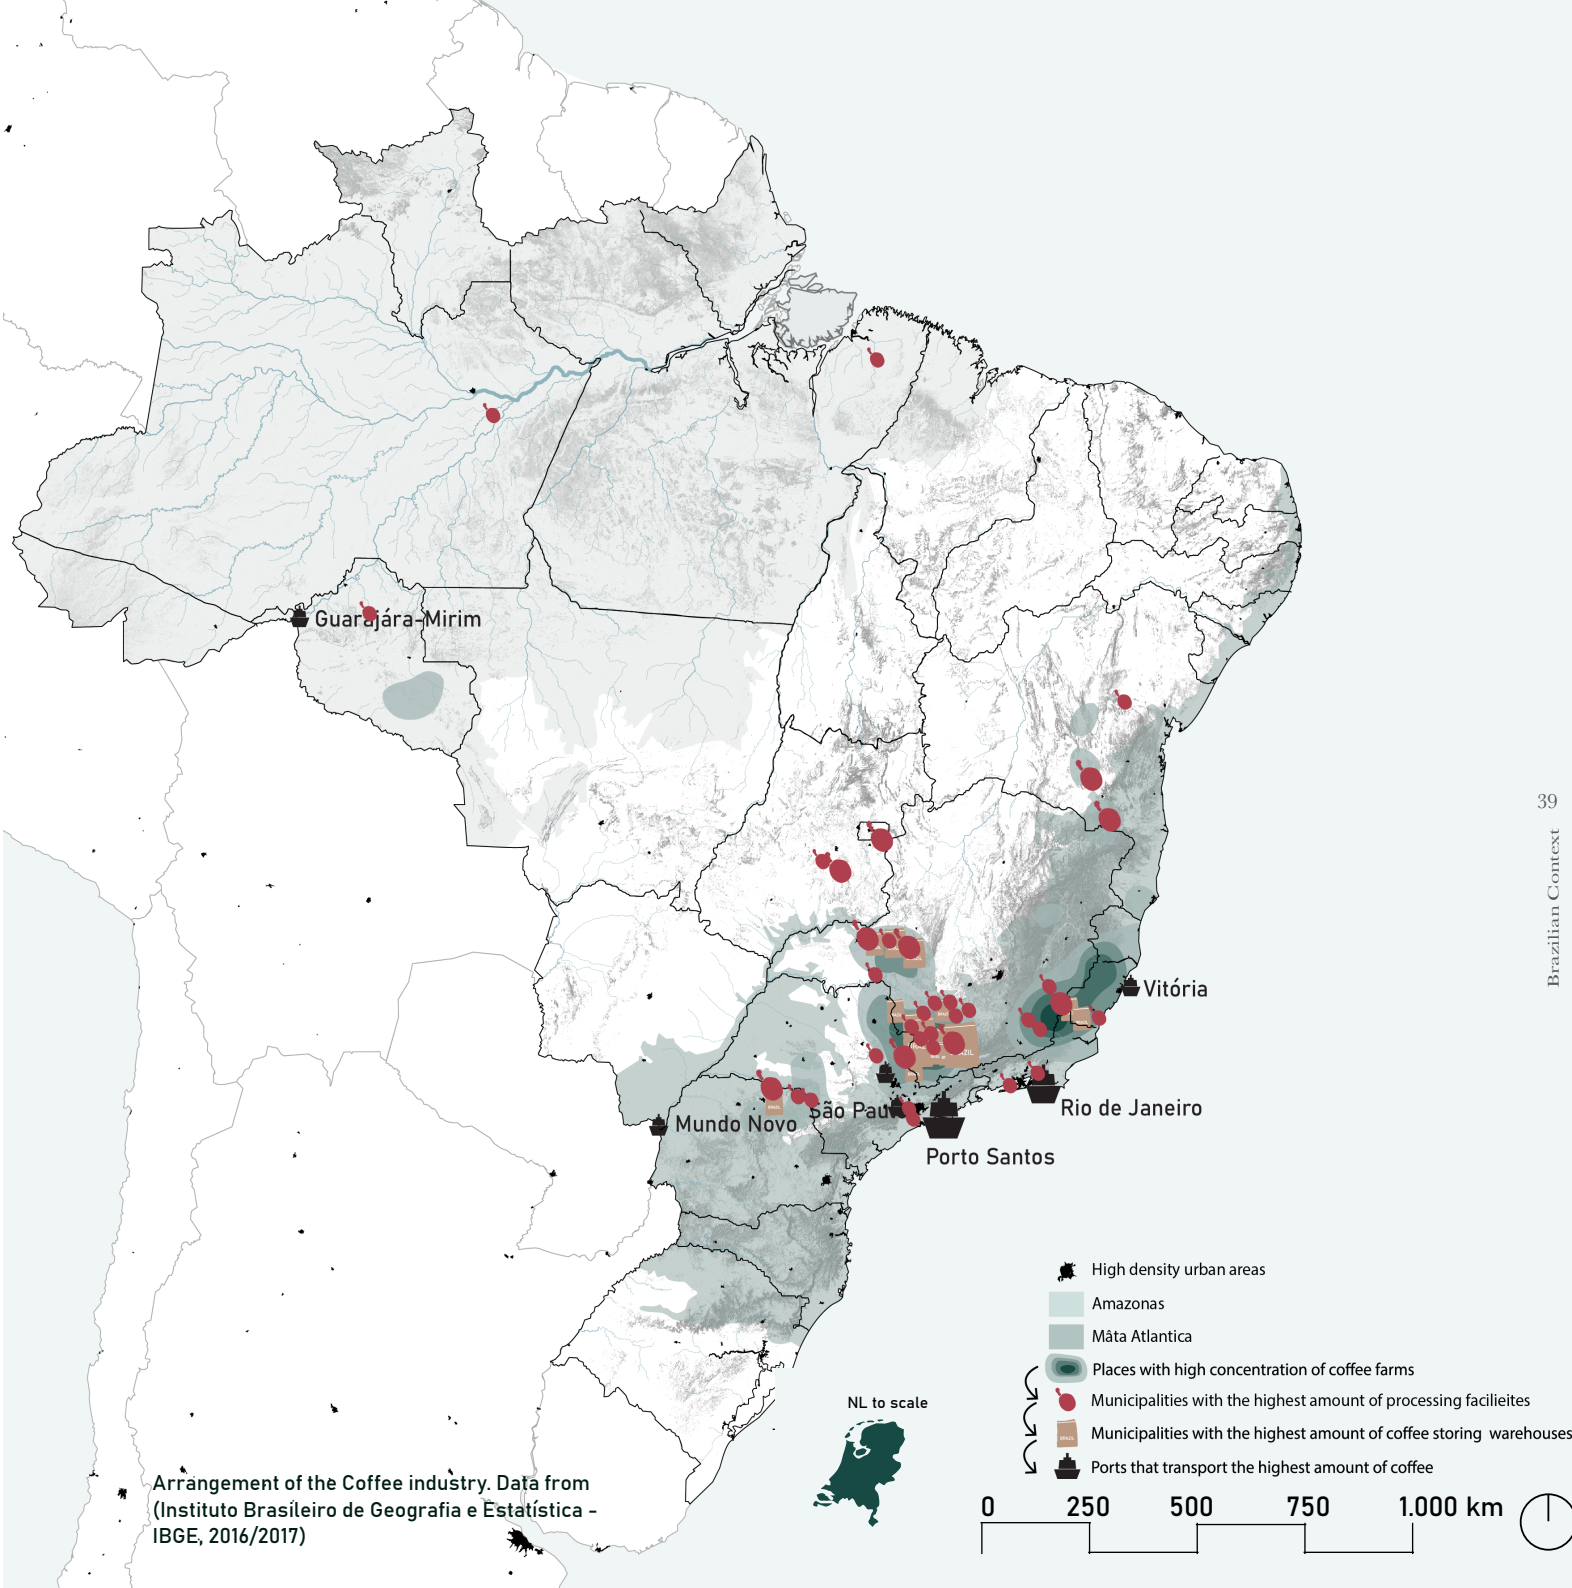 Guarajára-Mirim
39
Brazilian Context
Vitória
Rio de Janeiro
São Paul
Mundo Novo
Porto Santos
High density urban areas
Amazonas
Mâta Atlantica
Places with high concentration of coffee farms
Municipalities with the highest amount of processing facilieites
Municipalities with the highest amount of coffee storing warehouses
Ports that transport the highest amount of coffee
BRAZIL
NL to scale
0 250 500 750 1.000 km
Arrangement of the Coffee industry. Data from
(Instituto Brasíleiro de Geografia e Estatística -
IBGE, 2016/2017)